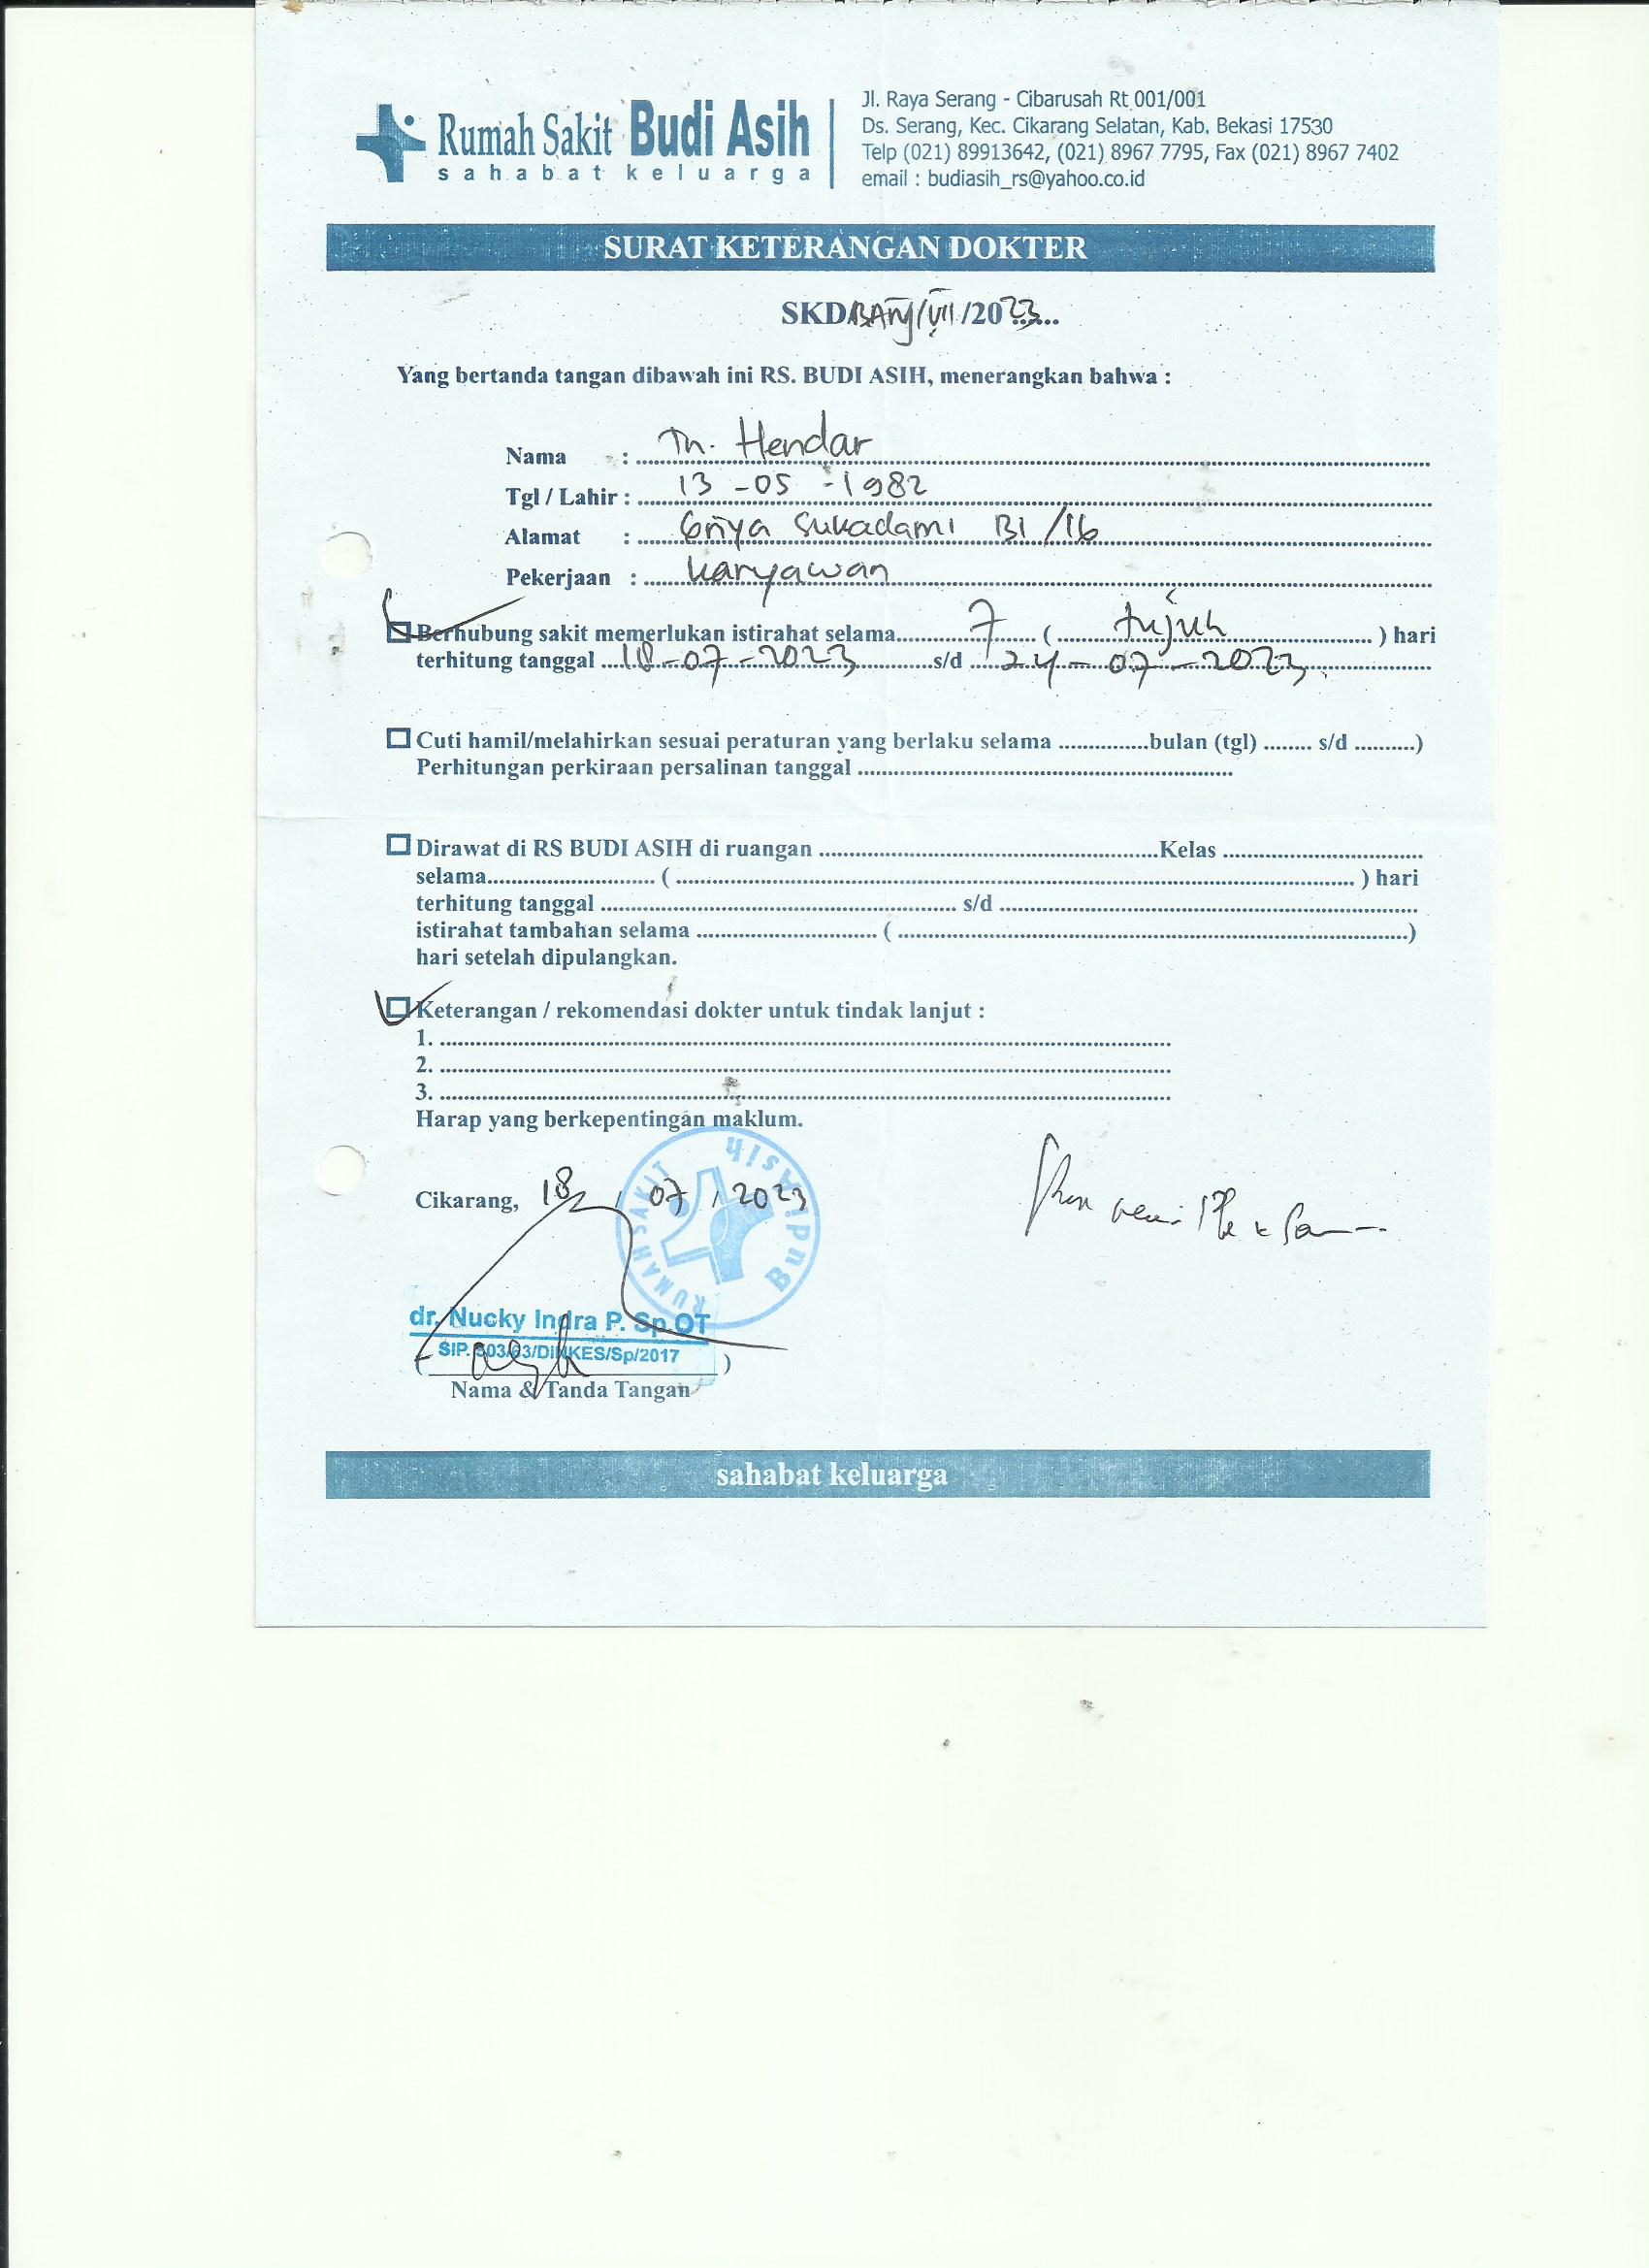 Rumah Sakit Budi Asih
sahabat keluarga
Jl. Raya Serang - Cibarusah Rt 001/001
Ds. Serang, Kec. Cikarang Selatan, Kab. Bekasi 17530
Telp (021) 89913642, (021) 8967 7795, Fax (021) 8967 7402
email : budiasih_rs@yahoo.co.id
SURAT KETERANGAN DOKTER
SKD /VII/2023
Yang bertanda tangan dibawah ini RS. BUDI ASIH, menerangkan bahwa :
Nama : Tn. Hendar
Tgl / Lahir : 13 - 05 - 1982
Alamat : Griya Sukadami B1 /16
Pekerjaan : karyawan
Berhubung sakit memerlukan istirahat selama 7 ( tujuh ) hari
terhitung tanggal 18-07-2023 s/d 24-07-2023
Cuti hamil/melahirkan sesuai peraturan yang berlaku selama ..............bulan (tgl) ........ s/d ..........)
Perhitungan perkiraan persalinan tanggal ..........
Dirawat di RS BUDI ASIH di ruangan ..........Kelas ..........
selama.......... ( .......... ) hari
terhitung tanggal .......... s/d ..........
istirahat tambahan selama .......... ( ..........)
hari setelah dipulangkan.
Keterangan / rekomendasi dokter untuk tindak lanjut :
1. ..........
2. ..........
3. ..........
Harap yang berkepentingan maklum.
Cikarang, 18 / 07 / 2023
RUMAH SAKIT Budi Asih
dr. Nucky Indra P. Sp.OT
SIP. 503/63/DINKES/Sp/2017
( )
Nama & Tanda Tangan
sahabat keluarga